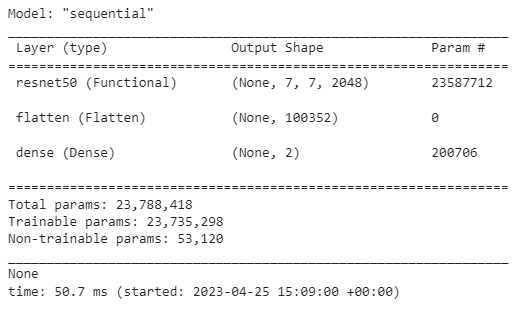 Model: "sequential"
Layer (type) Output Shape Param #
resnet50 (Functional) (None, 7, 7, 2048) 23587712
flatten (Flatten) (None, 100352) 0
dense (Dense) (None, 2) 200706
Total params: 23,788,418
Trainable params: 23,735,298
Non-trainable params: 53,120
None
time: 50.7 ms (started: 2023-04-25 15:09:00 +00:00)